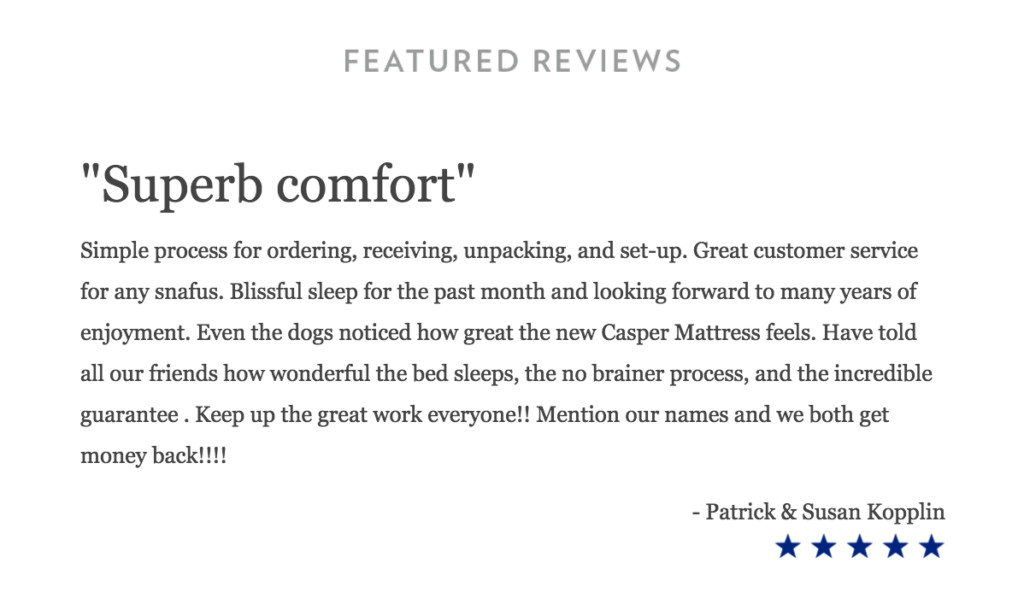 FEATURED REVIEWS
"Superb comfort"
Simple process for ordering, receiving, unpacking, and set-up. Great customer service
for any snafus. Blissful sleep for the past month and looking forward to many years of
enjoyment. Even the dogs noticed how great the new Casper Mattress feels. Have told
all our friends how wonderful the bed sleeps, the no brainer process, and the incredible
guarantee . Keep up the great work everyone!! Mention our names and we both get
money back!!!!
- Patrick & Susan Kopplin